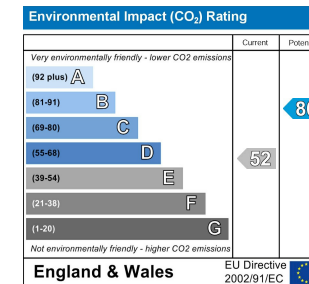 Environmental Impact (CO₂) Rating
Current
Very environmentally friendly - lower CO2 emissions
(92 plus) A
(81-91) B
(69-80) C
(55-68) D
52
(39-54) E
(21-38) F
(1-20) G
Not environmentally friendly - higher CO2 emissions
England & Wales
EU Directive
2002/91/EC